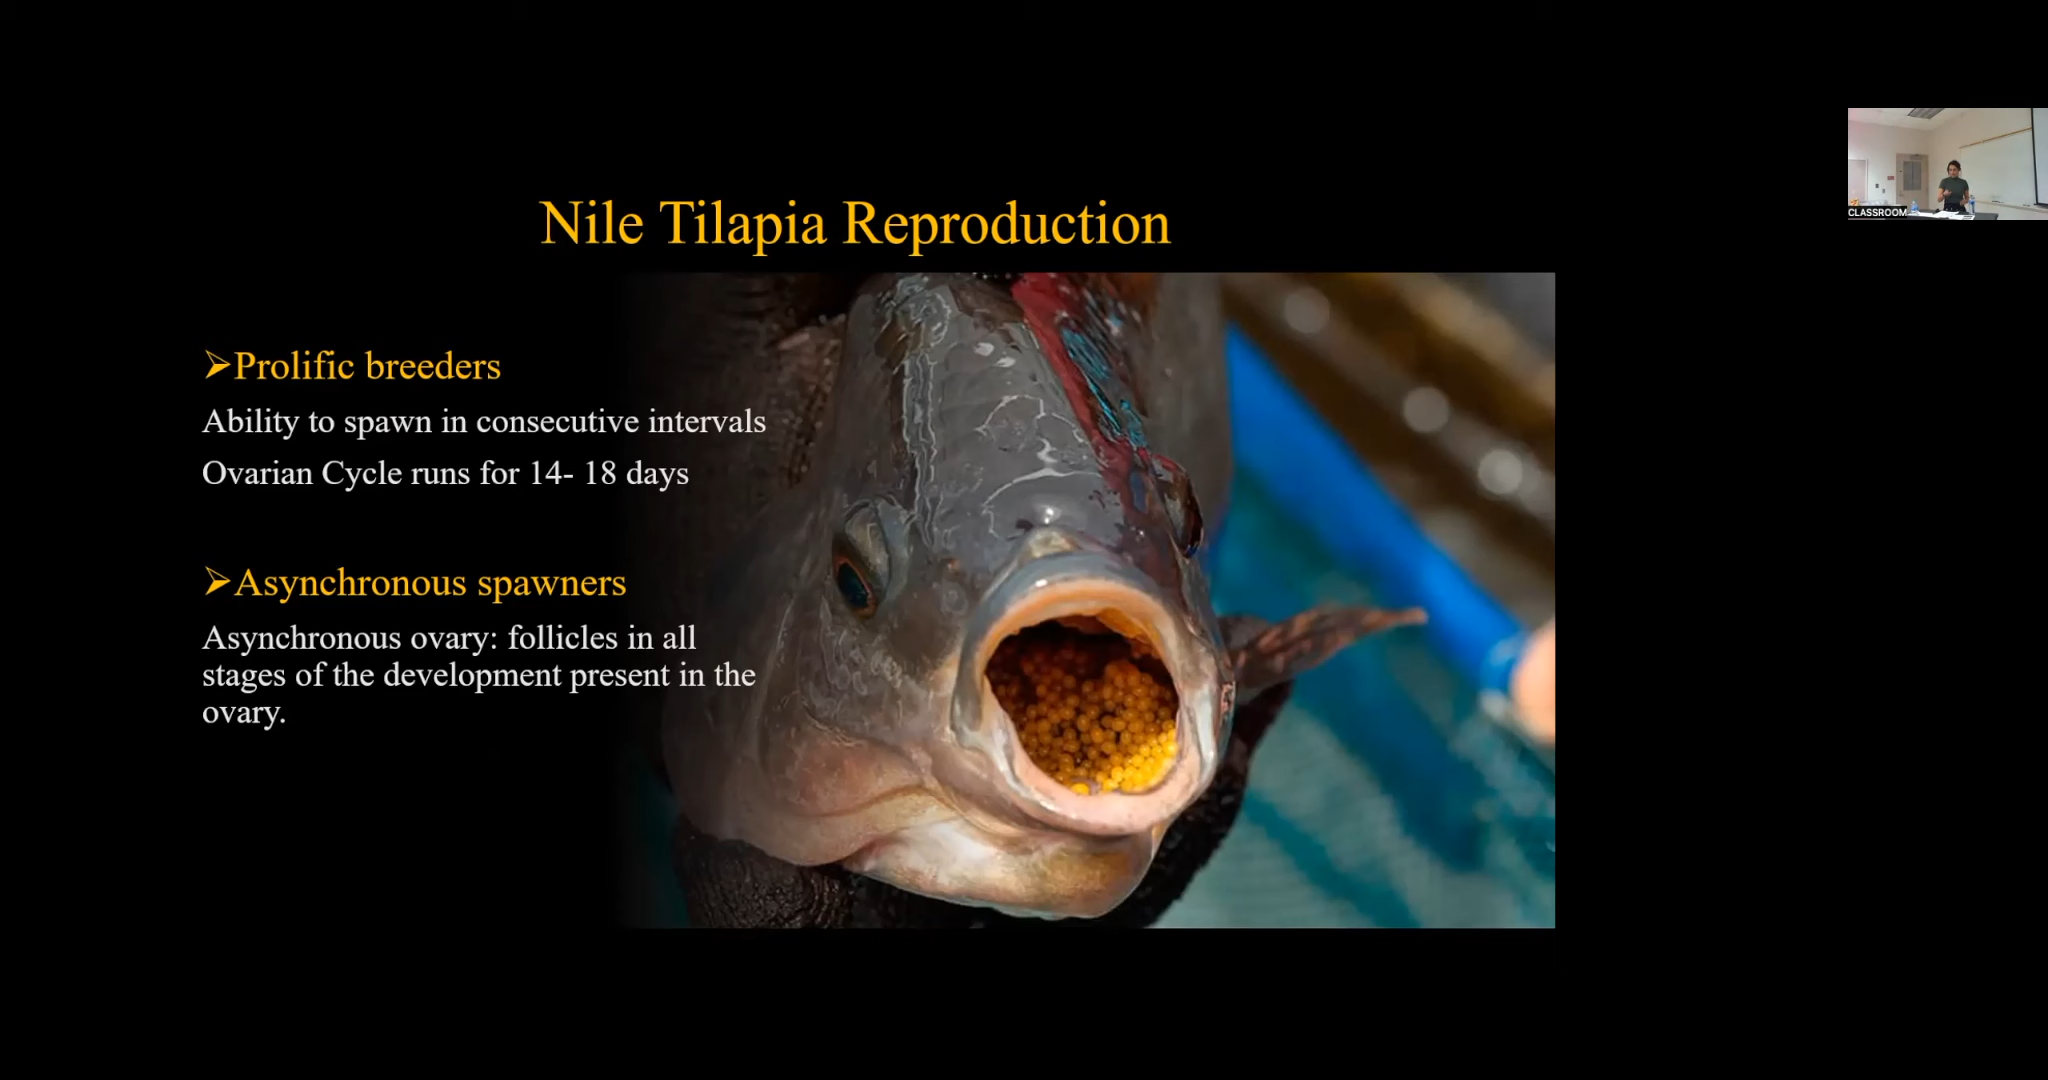 Nile Tilapia Reproduction
➢Prolific breeders
Ability to spawn in consecutive intervals
Ovarian Cycle runs for 14- 18 days
➢Asynchronous spawners
Asynchronous ovary: follicles in all
stages of the development present in the
ovary.
CLASSROOM